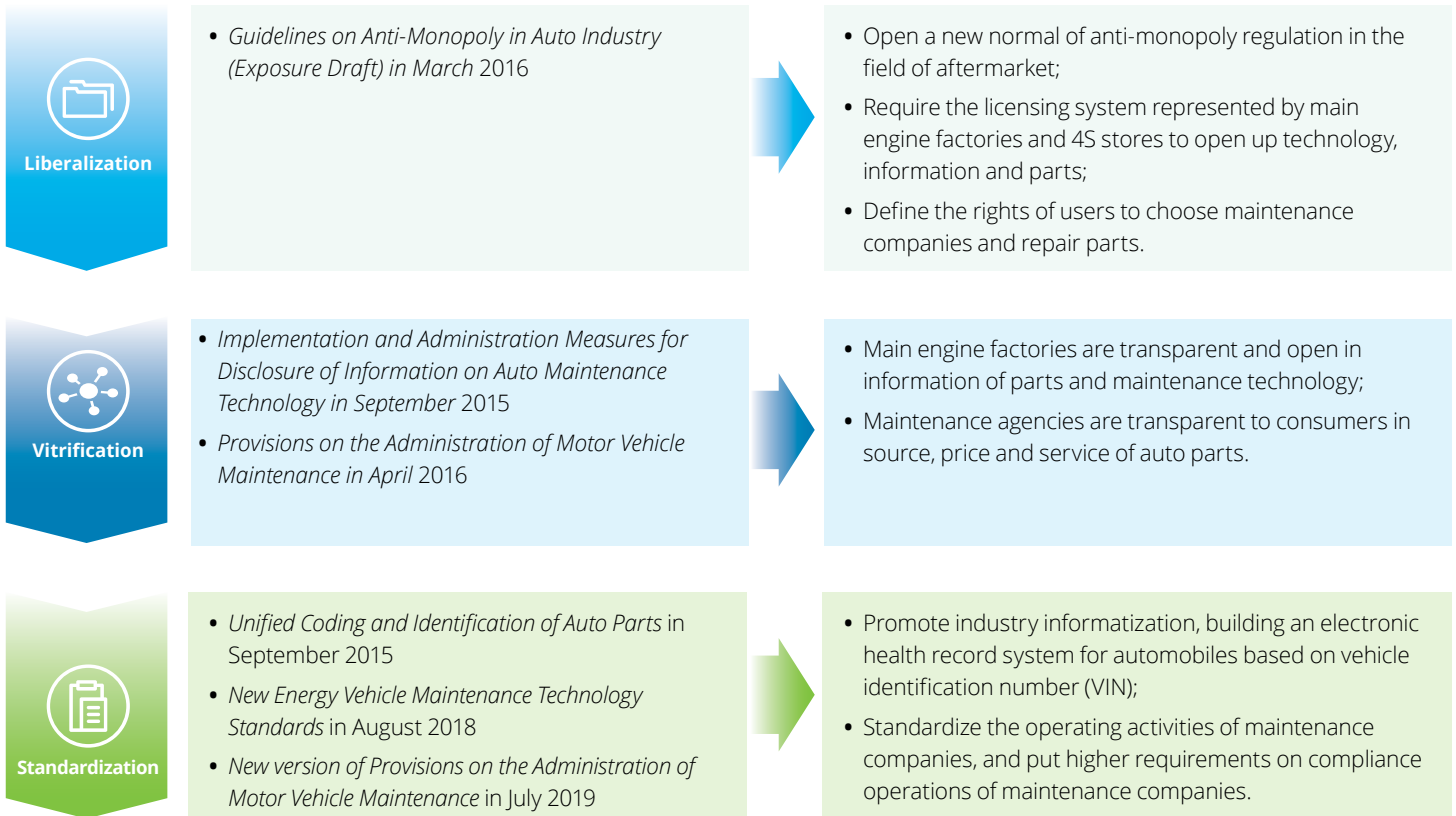 Liberalization
• Guidelines on Anti-Monopoly in Auto Industry
(Exposure Draft) in March 2016
• Open a new normal of anti-monopoly regulation in the
field of aftermarket;
• Require the licensing system represented by main
engine factories and 4S stores to open up technology,
information and parts;
• Define the rights of users to choose maintenance
companies and repair parts.
Vitrification
• Implementation and Administration Measures for
Disclosure of Information on Auto Maintenance
Technology in September 2015
• Provisions on the Administration of Motor Vehicle
Maintenance in April 2016
• Main engine factories are transparent and open in
information of parts and maintenance technology;
• Maintenance agencies are transparent to consumers in
source, price and service of auto parts.
Standardization
• Unified Coding and Identification of Auto Parts in
September 2015
• New Energy Vehicle Maintenance Technology
Standards in August 2018
• New version of Provisions on the Administration of
Motor Vehicle Maintenance in July 2019
• Promote industry informatization, building an electronic
health record system for automobiles based on vehicle
identification number (VIN);
• Standardize the operating activities of maintenance
companies, and put higher requirements on compliance
operations of maintenance companies.